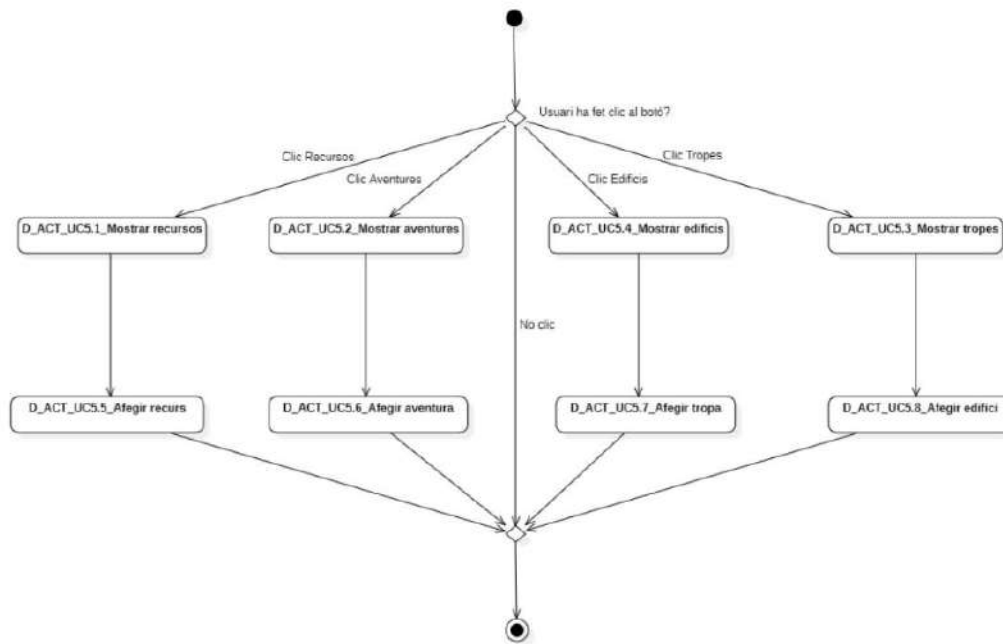 Usuari ha fet clic al botó?
Clic Recursos
Clic Aventures
Clic Edificis
Clic Tropes
D_ACT_UC5.1_Mostrar recursos
D_ACT_UC5.2_Mostrar aventures
D_ACT_UC5.4_Mostrar edificis
D_ACT_UC5.3_Mostrar tropes
No clic
D_ACT_UC5.5_Afegir recurs
D_ACT_UC5.6_Afegir aventura
D_ACT_UC5.7_Afegir tropa
D_ACT_UC5.8_Afegir edifici